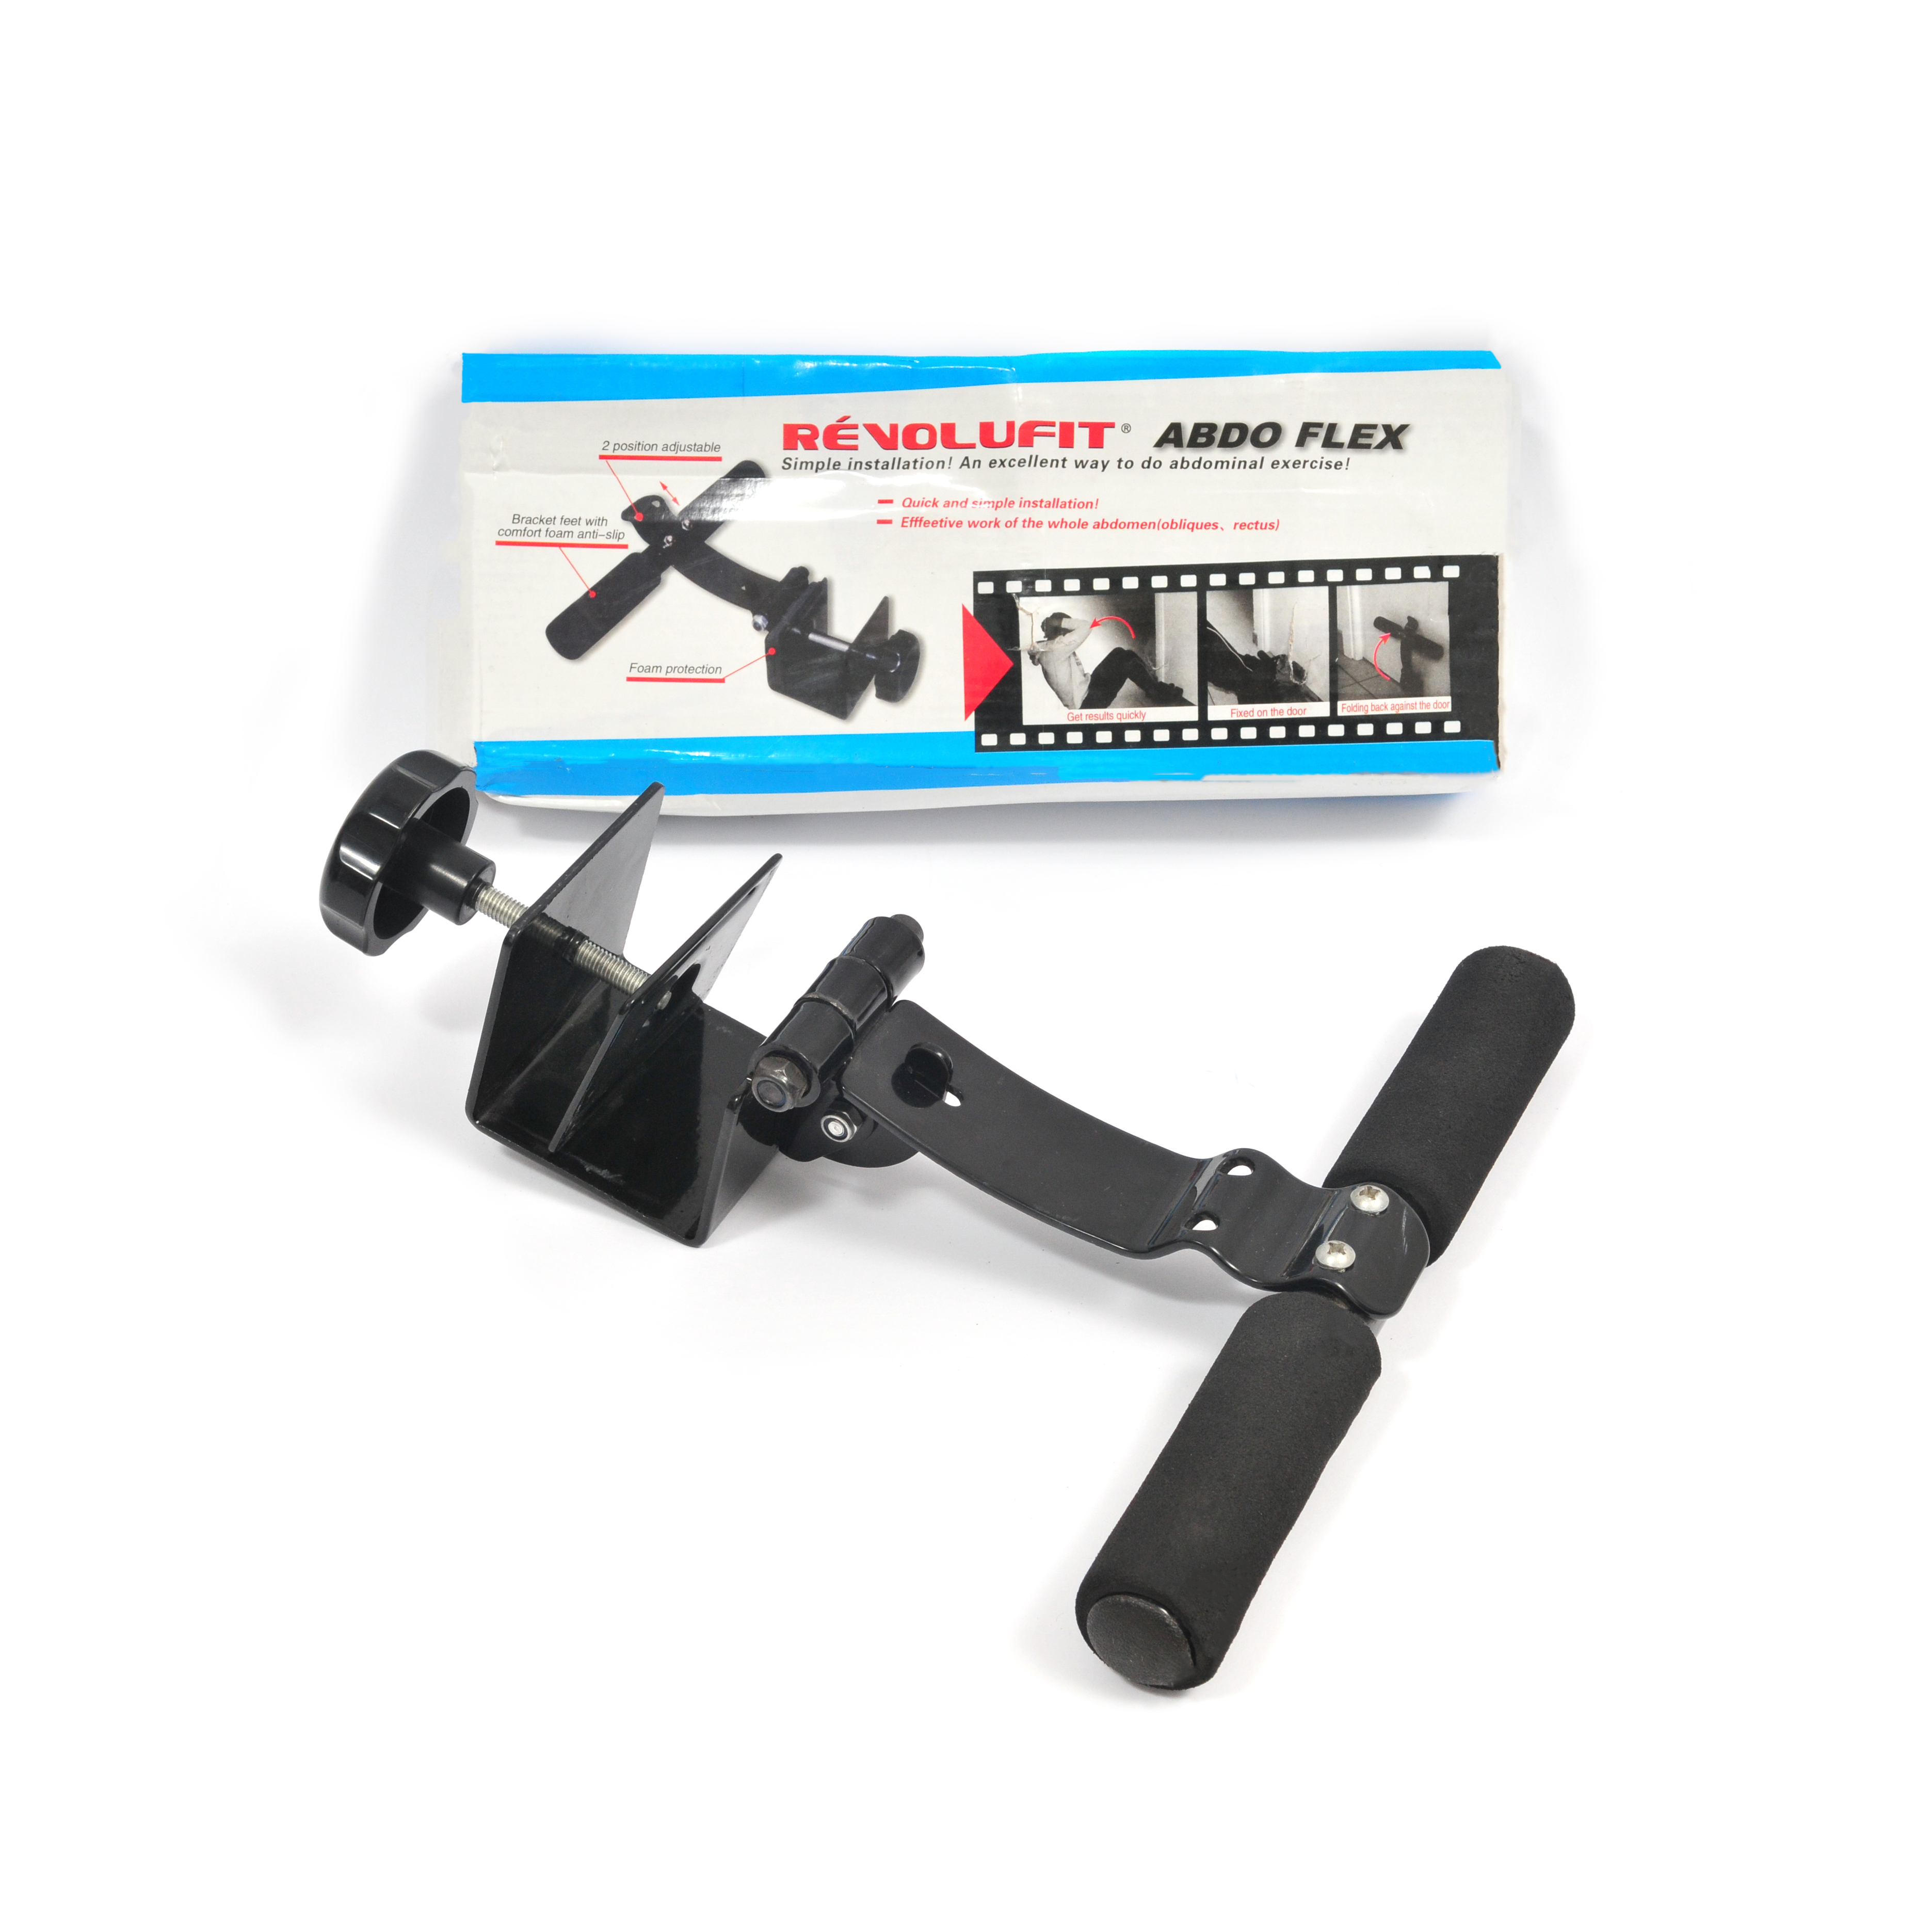 RÉVOLUFIT® ABDO FLEX
Simple installation! An excellent way to do abdominal exercise!
2 position adjustable
Bracket feet with
comfort foam anti-slip
Foam protection
Quick and simple installation!
Efffeetive work of the whole abdomen(obliques、rectus)
Get results quickly
Fixed on the door
Folding back against the door